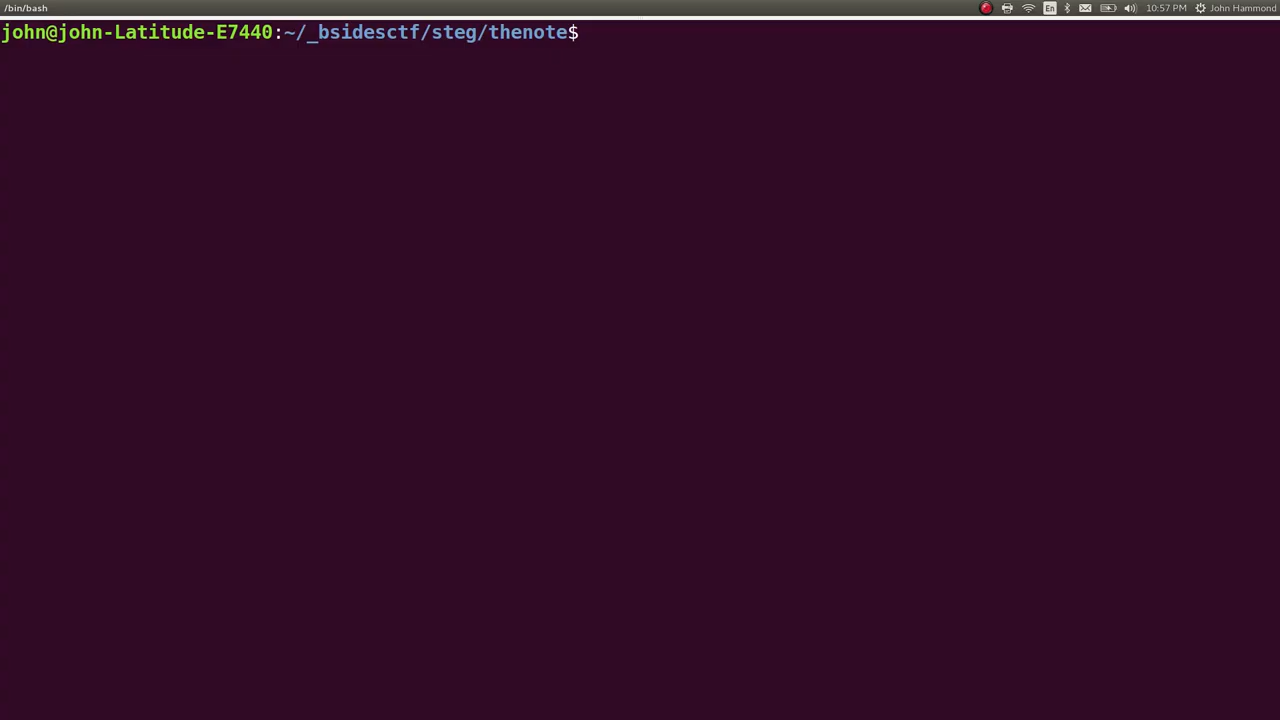 /bin/bash
En
10:57 PM
John Hammond
john@john-Latitude-E7440:~/_bsidesctf/steg/thenote$